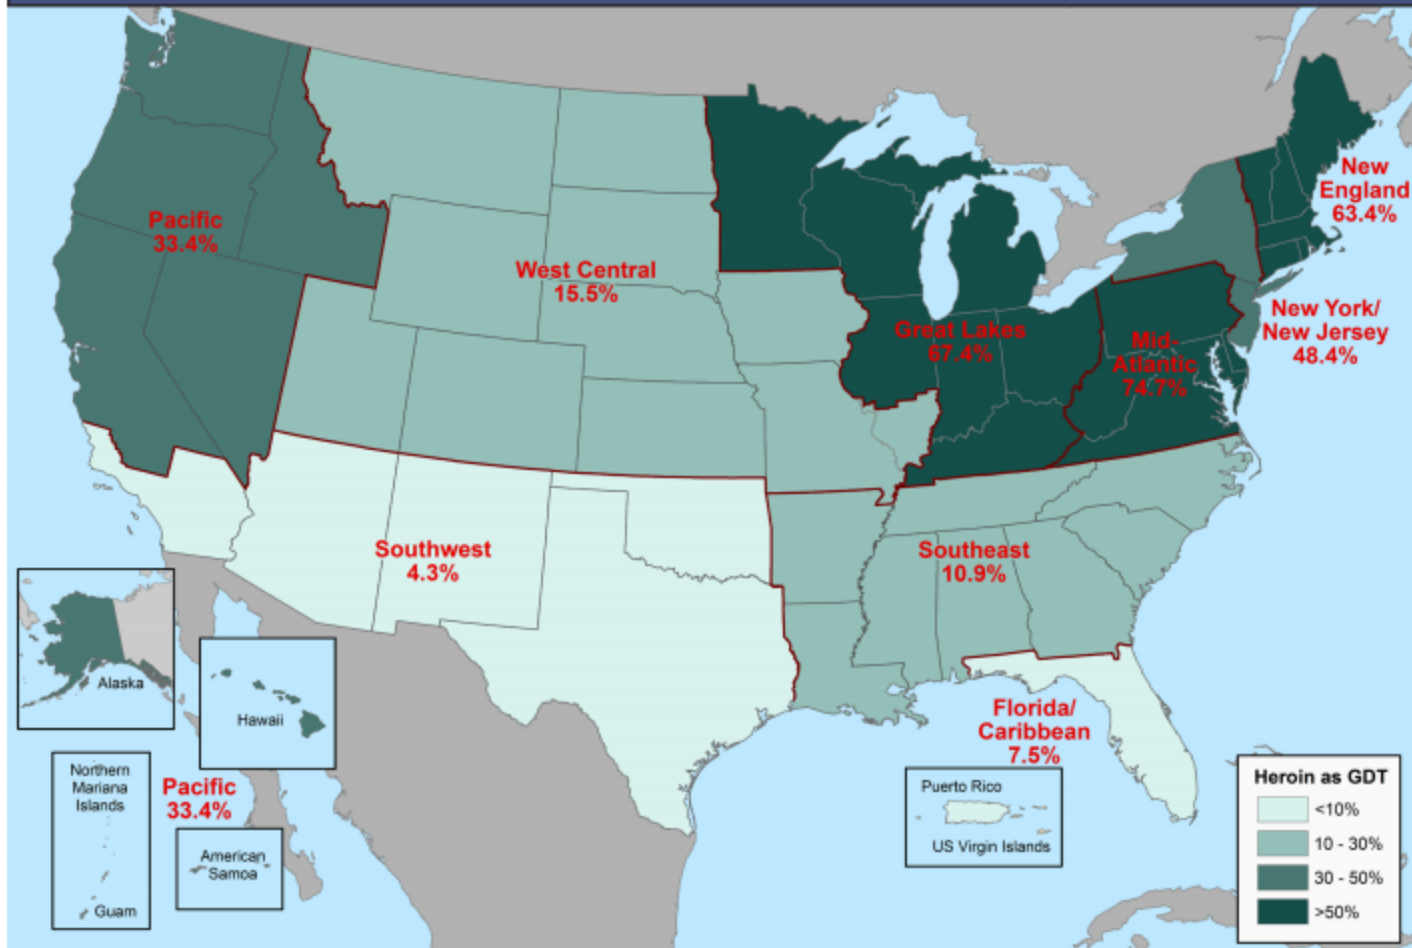 New
England
63.4%
Pacific
33.4%
West Central
15.5%
Great Lakes
67.4%
Mid-
Atlantic
74.7%
New York/
New Jersey
48.4%
Southwest
4.3%
Southeast
10.9%
Alaska
Hawaii
Florida/
Caribbean
7.5%
Northern
Mariana
Islands
Guam
Pacific
33.4%
American
Samoa
Puerto Rico
US Virgin Islands
Heroin as GDT
<10%
10 - 30%
30 - 50%
>50%